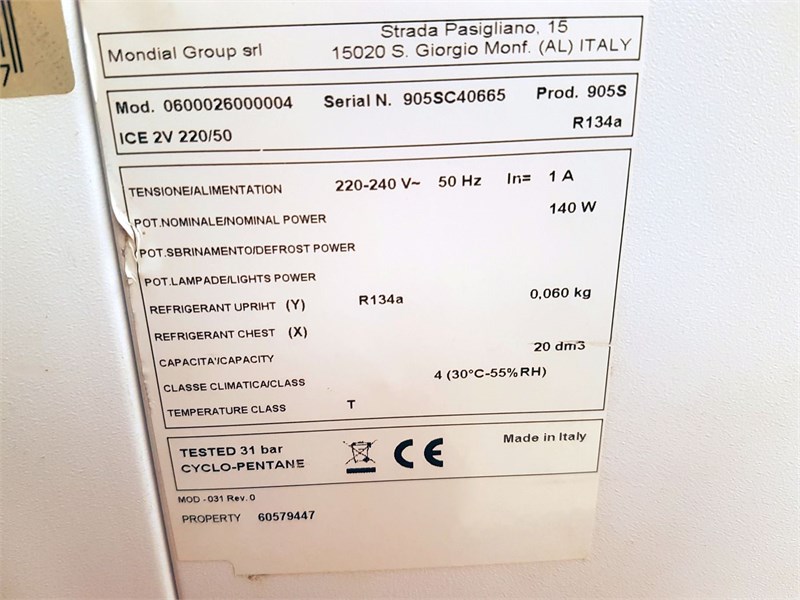 7
Mondial Group srl
Strada Pasigliano, 15
15020 S. Giorgio Monf. (AL) ITALY
Mod. 0600026000004 Serial N. 905SC40665 Prod. 905S
ICE 2V 220/50 R134a
TENSIONE/ALIMENTATION 220-240 V~ 50 Hz In= 1 A
POT.NOMINALE/NOMINAL POWER 140 W
POT.SBRINAMENTO/DEFROST POWER
POT.LAMPADE/LIGHTS POWER
REFRIGERANT UPRIHT (Y) R134a 0,060 kg
REFRIGERANT CHEST (X)
CAPACITA'/CAPACITY 20 dm3
CLASSE CLIMATICA/CLASS 4 (30°C-55%RH)
TEMPERATURE CLASS T
TESTED 31 bar
CYCLO-PENTANE
CE
Made in Italy
MOD -031 Rev. 0
PROPERTY 60579447